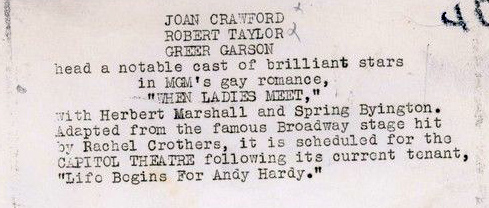 JOAN CRAWFORD
ROBERT TAYLOR
GREER GARSON
head a notable cast of brilliant stars
in MGM's gay romance,
"WHEN LADIES MEET,"
with Herbert Marshall and Spring Byington.
Adapted from the famous Broadway stage hit
by Rachel Crothers, it is scheduled for the
CAPITOL THEATRE following its current tenant,
"Life Begins For Andy Hardy."